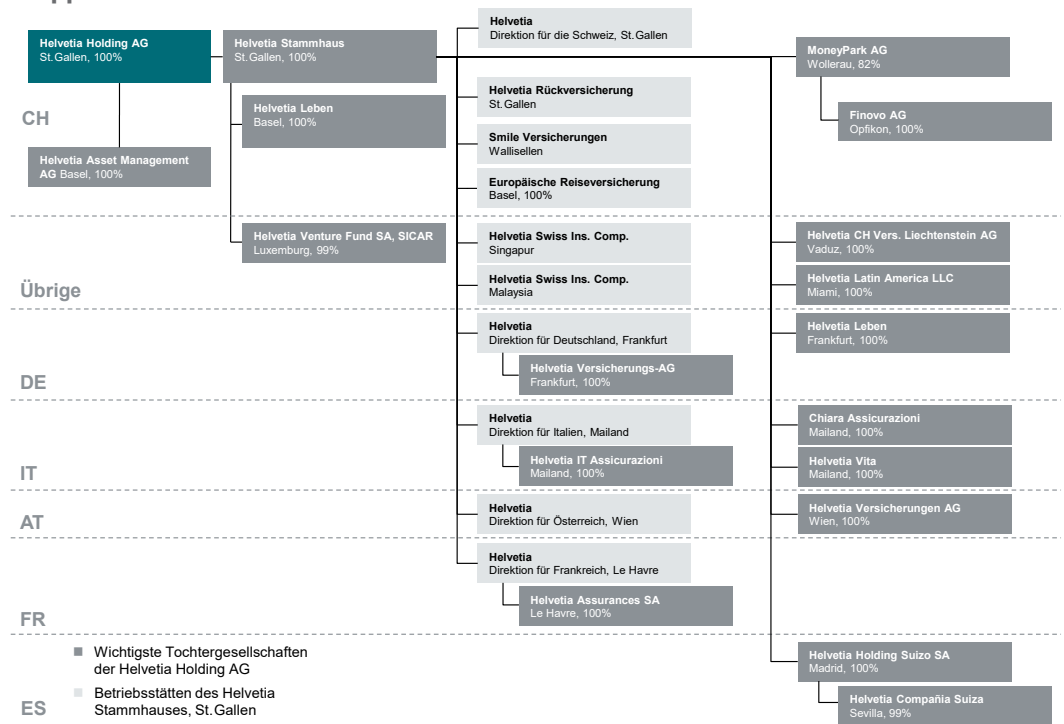 Helvetia Holding AG
St.Gallen, 100%
Helvetia Stammhaus
St.Gallen, 100%
Helvetia
Direktion für die Schweiz, St.Gallen
MoneyPark AG
Wollerau, 82%
CH
Helvetia Leben
Basel, 100%
Helvetia Rückversicherung
St.Gallen
Finovo AG
Opfikon, 100%
Smile Versicherungen
Wallisellen
Helvetia Asset Management
AG Basel, 100%
Europäische Reiseversicherung
Basel, 100%
Helvetia Venture Fund SA, SICAR
Luxemburg, 99%
Helvetia Swiss Ins. Comp.
Singapur
Helvetia CH Vers. Liechtenstein AG
Vaduz, 100%
Übrige
Helvetia Swiss Ins. Comp.
Malaysia
Helvetia Latin America LLC
Miami, 100%
Helvetia
Direktion für Deutschland, Frankfurt
Helvetia Leben
Frankfurt, 100%
DE
Helvetia Versicherungs-AG
Frankfurt, 100%
Helvetia
Direktion für Italien, Mailand
Chiara Assicurazioni
Mailand, 100%
IT
Helvetia IT Assicurazioni
Mailand, 100%
Helvetia Vita
Mailand, 100%
AT
Helvetia
Direktion für Österreich, Wien
Helvetia Versicherungen AG
Wien, 100%
Helvetia
Direktion für Frankreich, Le Havre
FR
Helvetia Assurances SA
Le Havre, 100%
Wichtigste Tochtergesellschaften
der Helvetia Holding AG
Helvetia Holding Suizo SA
Madrid, 100%
ES
Betriebsstätten des Helvetia
Stammhauses, St.Gallen
Helvetia Compañia Suiza
Sevilla, 99%